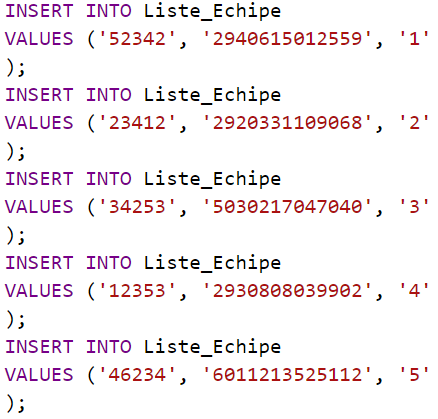 INSERT INTO Liste_Echipe
VALUES ('52342', '2940615012559', '1'
);
INSERT INTO Liste_Echipe
VALUES ('23412', '2920331109068', '2'
);
INSERT INTO Liste_Echipe
VALUES ('34253', '5030217047040', '3'
);
INSERT INTO Liste_Echipe
VALUES ('12353', '2930808039902', '4'
);
INSERT INTO Liste_Echipe
VALUES ('46234', '6011213525112', '5'
);